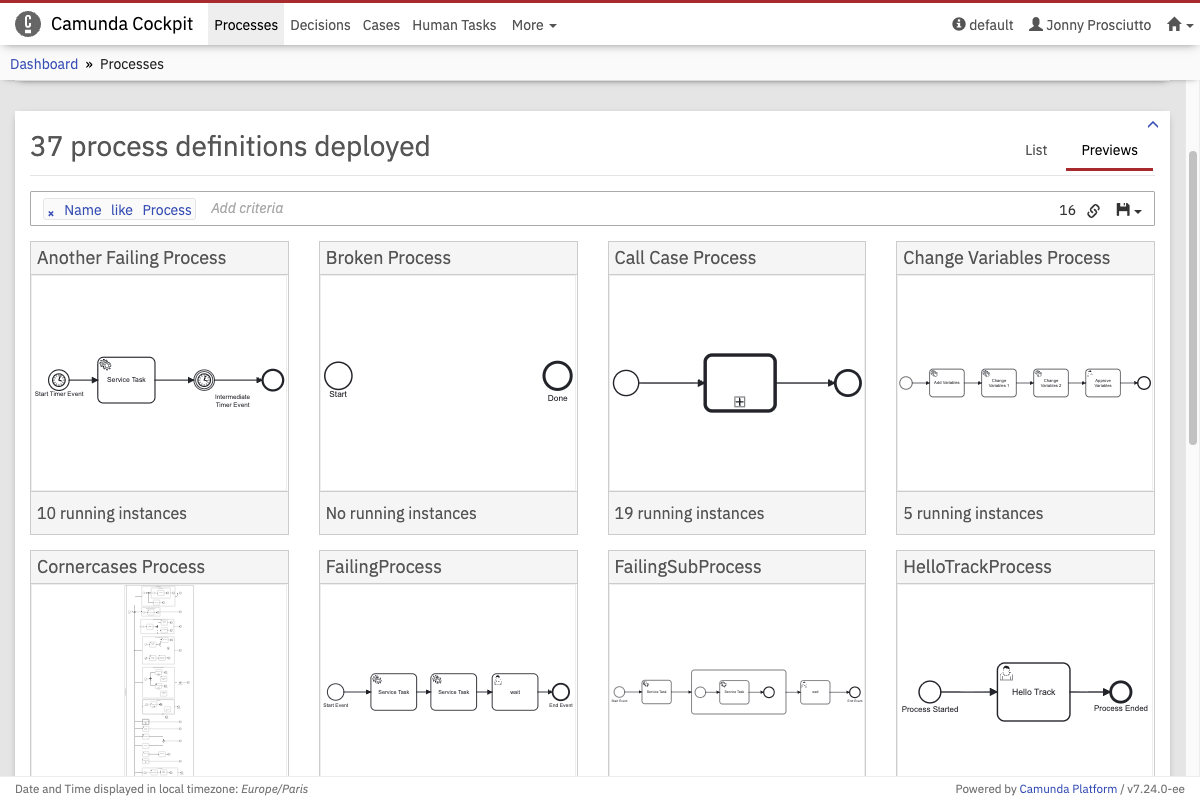 Camunda Cockpit Processes Decisions Cases Human Tasks More default Jonny Prosciutto
Dashboard » Processes
37 process definitions deployed
List Previews
× Name like Process Add criteria 16
Another Failing Process
Start Timer Event
Service Task
Intermediate
Timer Event
10 running instances
Broken Process
Start
Done
No running instances
Call Case Process
19 running instances
Change Variables Process
Add Variables
Change
Variables 1
Change
Variables 2
Approve
Variables
5 running instances
Cornercases Process
FailingProcess
Start Event
Service Task
Service Task
wait
End Event
FailingSubProcess
Start Event
Service Task
Service Task
wait
End Event
HelloTrackProcess
Process Started
Hello Track
Process Ended
Date and Time displayed in local timezone: Europe/Paris
Powered by Camunda Platform / v7.24.0-ee